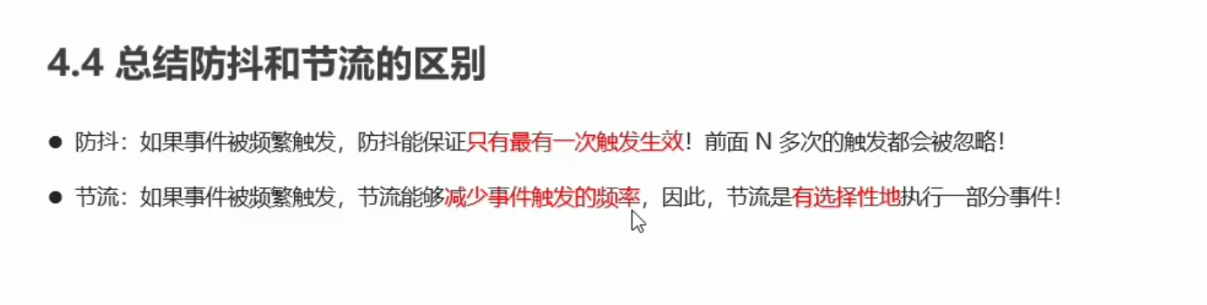 4.4 总结防抖和节流的区别
● 防抖：如果事件被频繁触发，防抖能保证只有最有一次触发生效！前面 N 多次的触发都会被忽略！
● 节流：如果事件被频繁触发，节流能够减少事件触发的频率，因此，节流是有选择性地执行一部分事件！